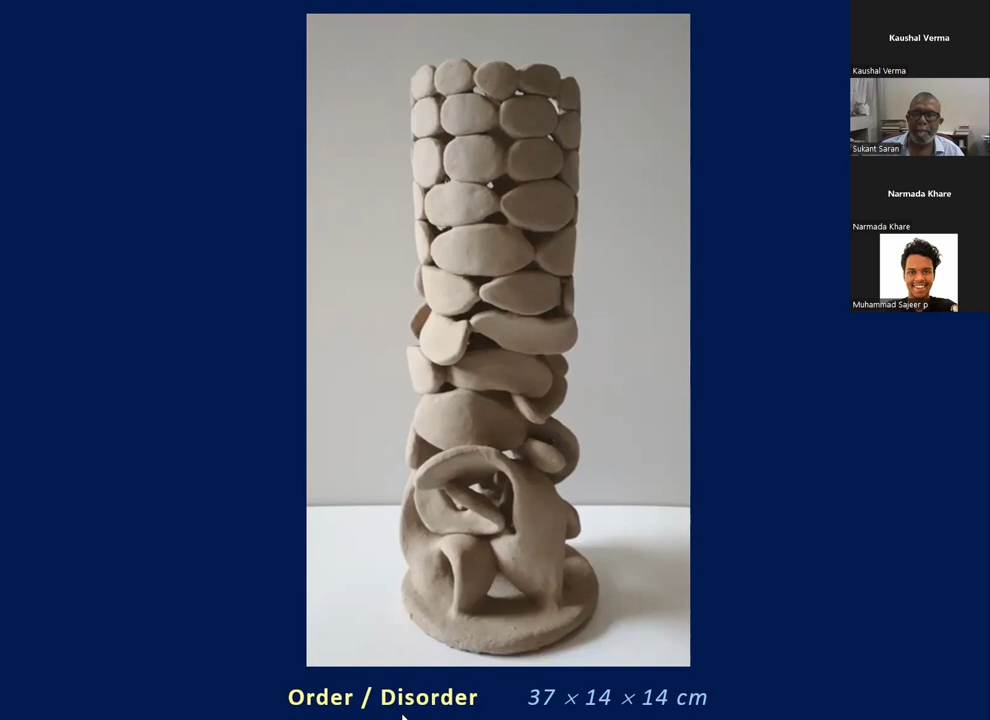 Kaushal Verma
Kaushal Verma
Sukant Saran
Narmada Khare
Narmada Khare
Muhammad Sajeer p
Order / Disorder 37 × 14 × 14 cm